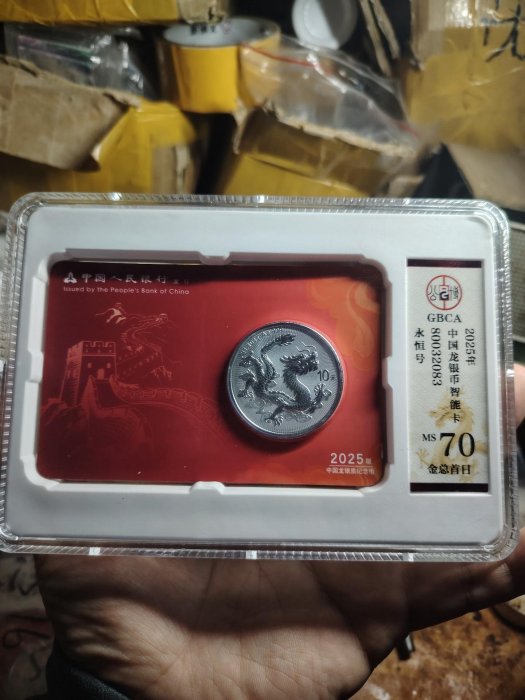 中国人民银行 发行
Issued by the People's Bank of China
10元
2025版
中国龙银质纪念币
GBCA
2025年
中国龙银币智能卡
80032083
永恒号
MS 70
金总首日